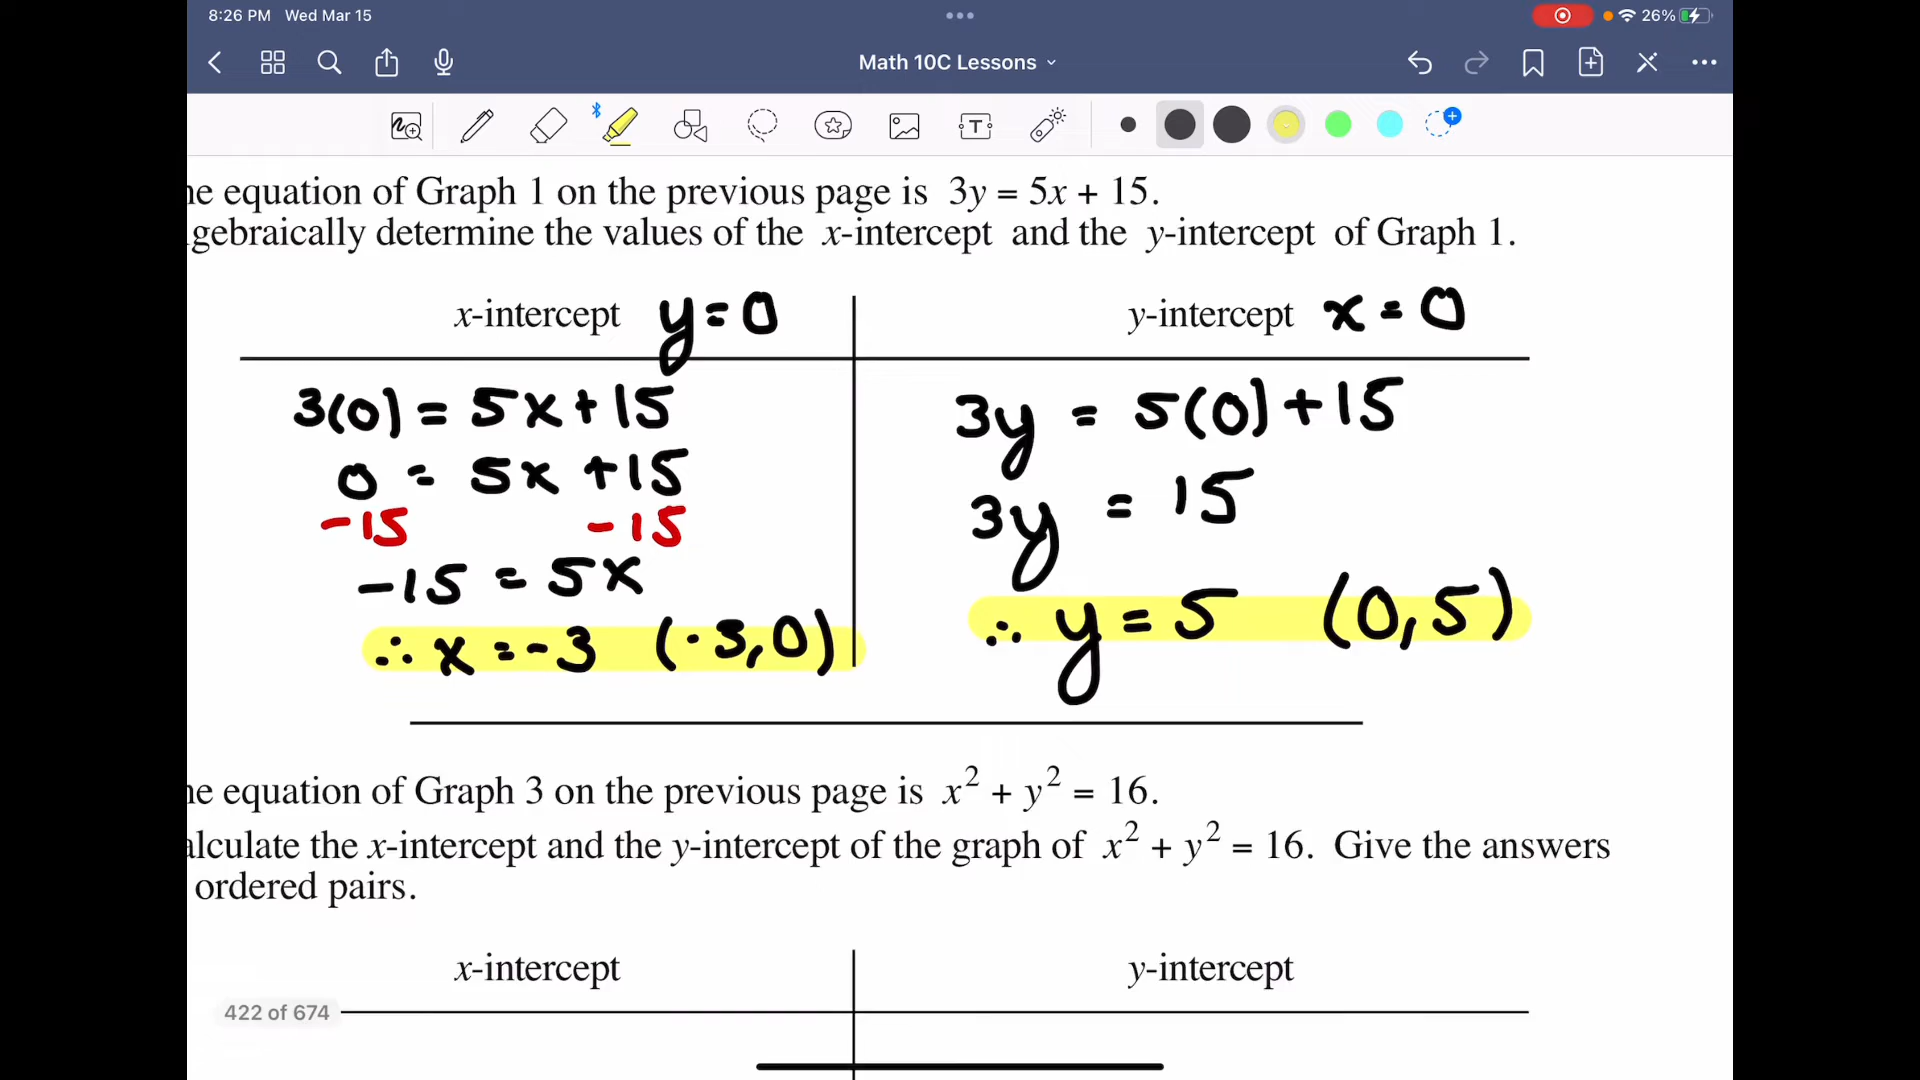 8:26 PM Wed Mar 15
26%
Math 10C Lessons
he equation of Graph 1 on the previous page is 3y = 5x + 15.
gebraically determine the values of the x-intercept and the y-intercept of Graph 1.
x-intercept y=0
y-intercept x=0
3(0) = 5x+15
0 = 5x +15
-15 -15
-15 = 5x
∴ x = -3 (-3,0)
3y = 5(0)+15
3y = 15
∴ y = 5 (0,5)
he equation of Graph 3 on the previous page is x² + y² = 16.
alculate the x-intercept and the y-intercept of the graph of x² + y² = 16. Give the answers
ordered pairs.
x-intercept
y-intercept
422 of 674